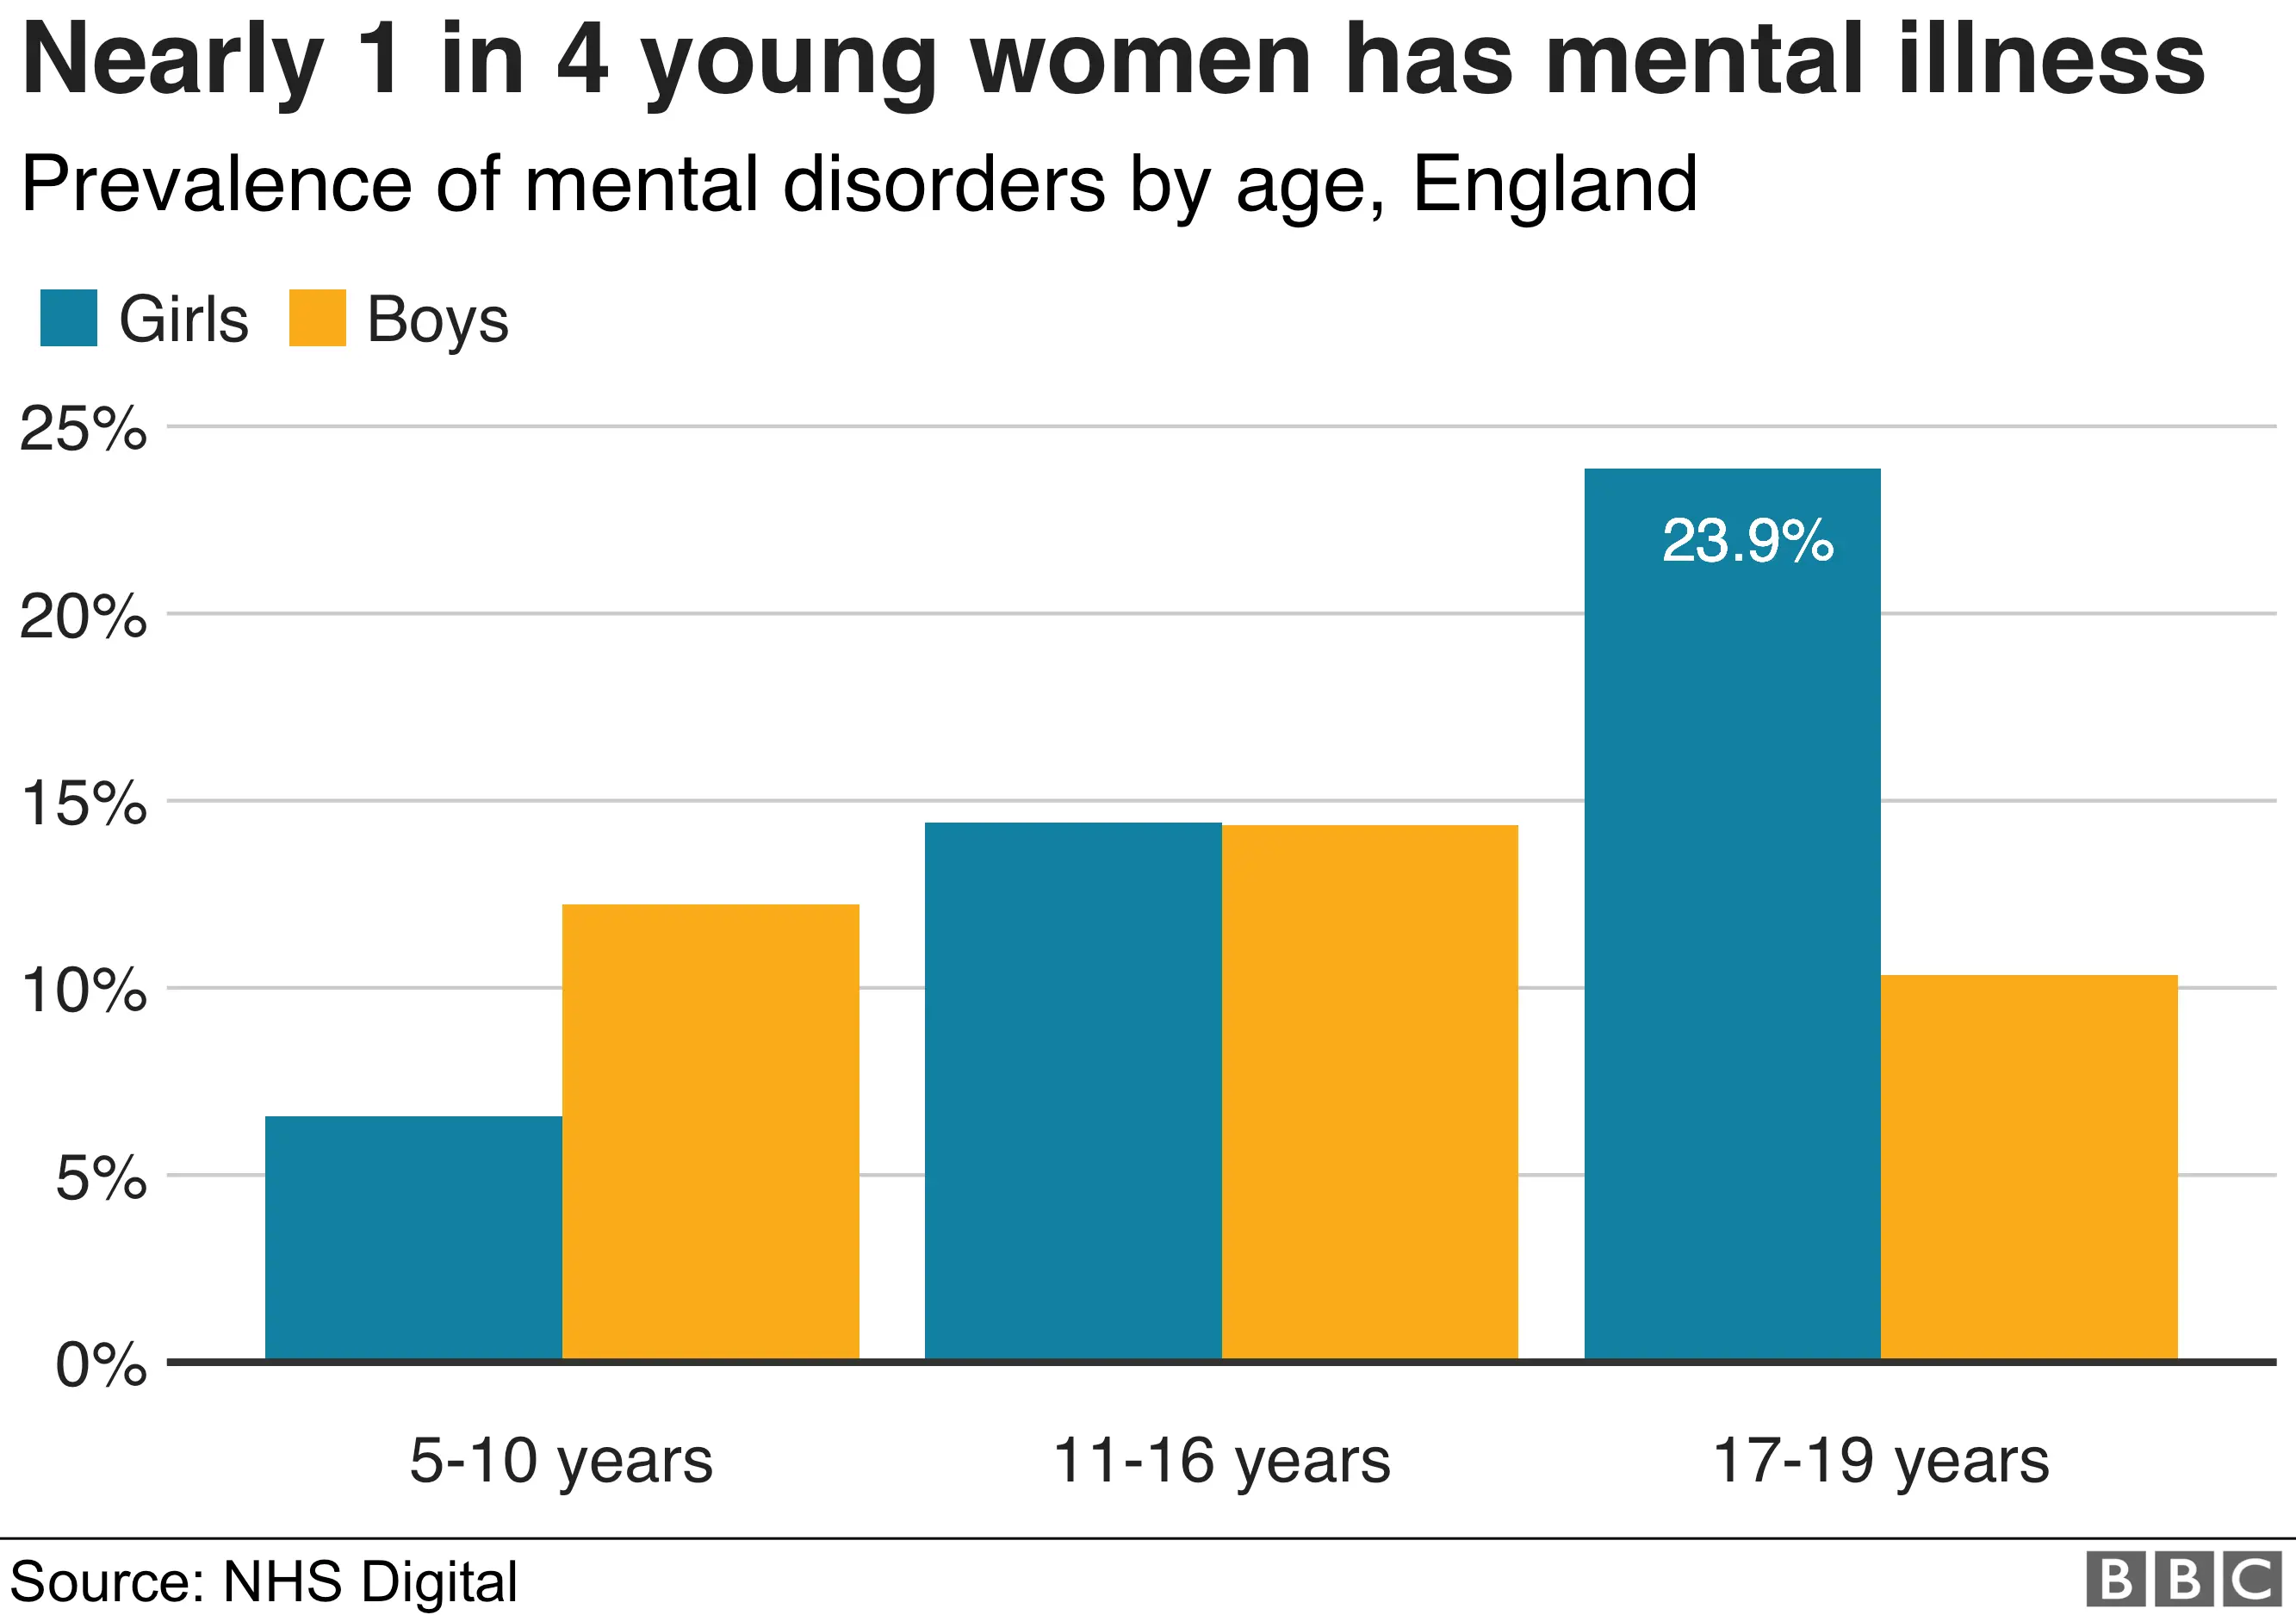 Nearly 1 in 4 young women has mental illness
Prevalence of mental disorders by age, England
Girls Boys
25%
23.9%
20%
15%
10%
5%
0%
5-10 years 11-16 years 17-19 years
Source: NHS Digital BBC